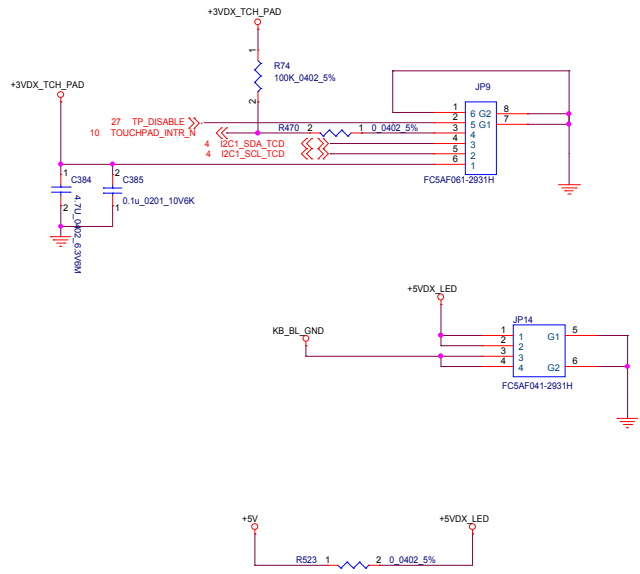 +3VDX_TCH_PAD
1
R74
100K_0402_5%
2
+3VDX_TCH_PAD
JP9
27 TP_DISABLE
10 TOUCHPAD_INTR_N
R470 2 1 0_0402_5%
4 I2C1_SDA_TCD
4 I2C1_SCL_TCD
1 6 G2 8
2 5 G1 7
3 4
4 3
5 2
6 1
FC5AF061-2931H
1 C384
2
4.7U_0402_6.3V6M
2 C385
0.1u_0201_10V6K
1
+5VDX_LED
KB_BL_GND
JP14
1 1 G1 5
2 2
3 3
4 4 G2 6
FC5AF041-2931H
+5V
+5VDX_LED
R523 1 2 0_0402_5%